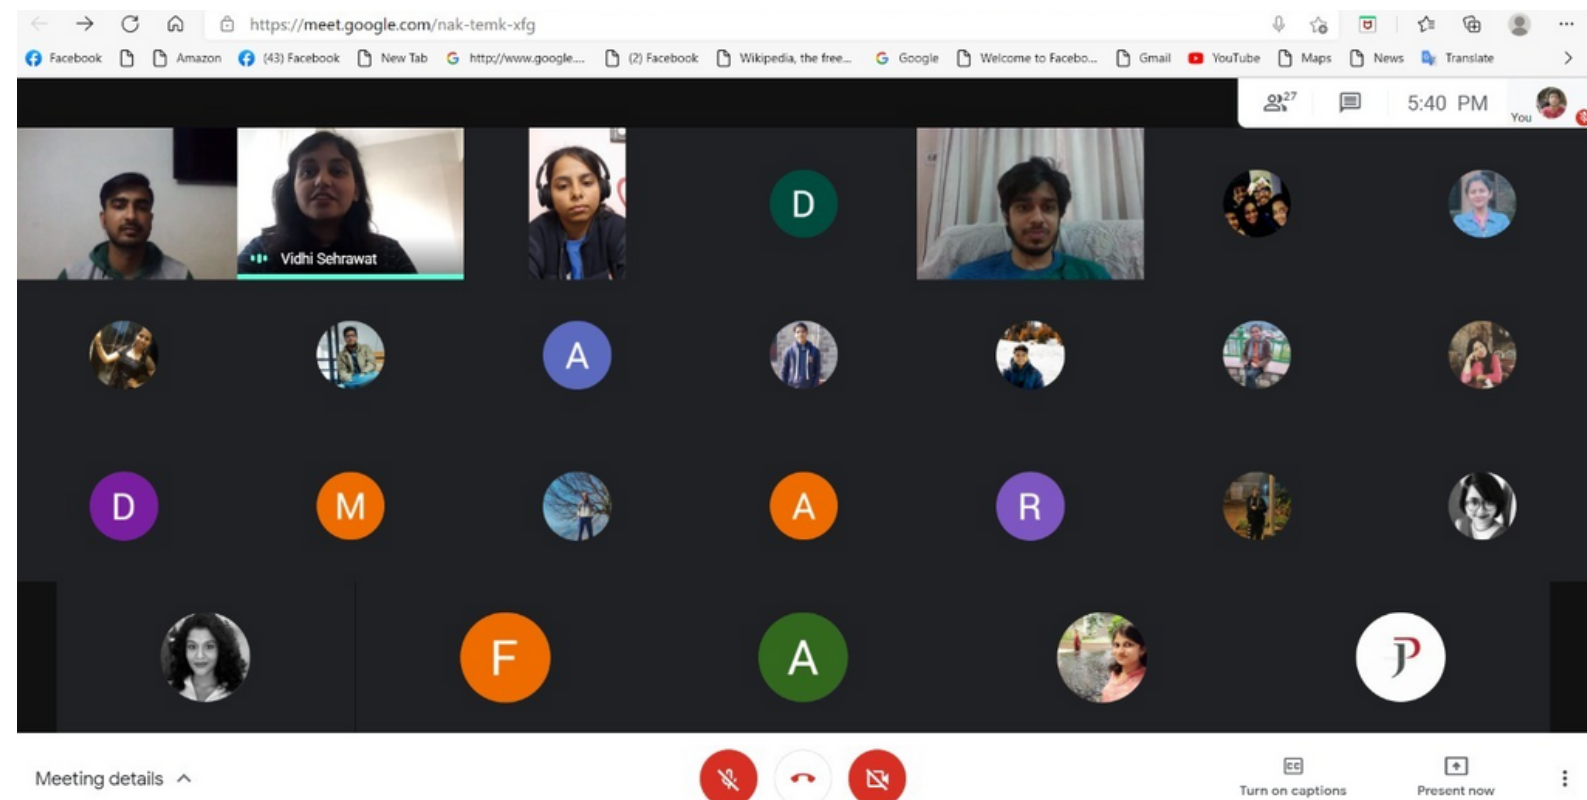 https://meet.google.com/nak-temk-xfg
Facebook Amazon (43) Facebook New Tab http://www.google.... (2) Facebook Wikipedia, the free... Google Welcome to Facebo... Gmail YouTube Maps News Translate
27 5:40 PM You
Vidhi Sehrawat
D
A
D M A R
F A JP
Meeting details
Turn on captions Present now